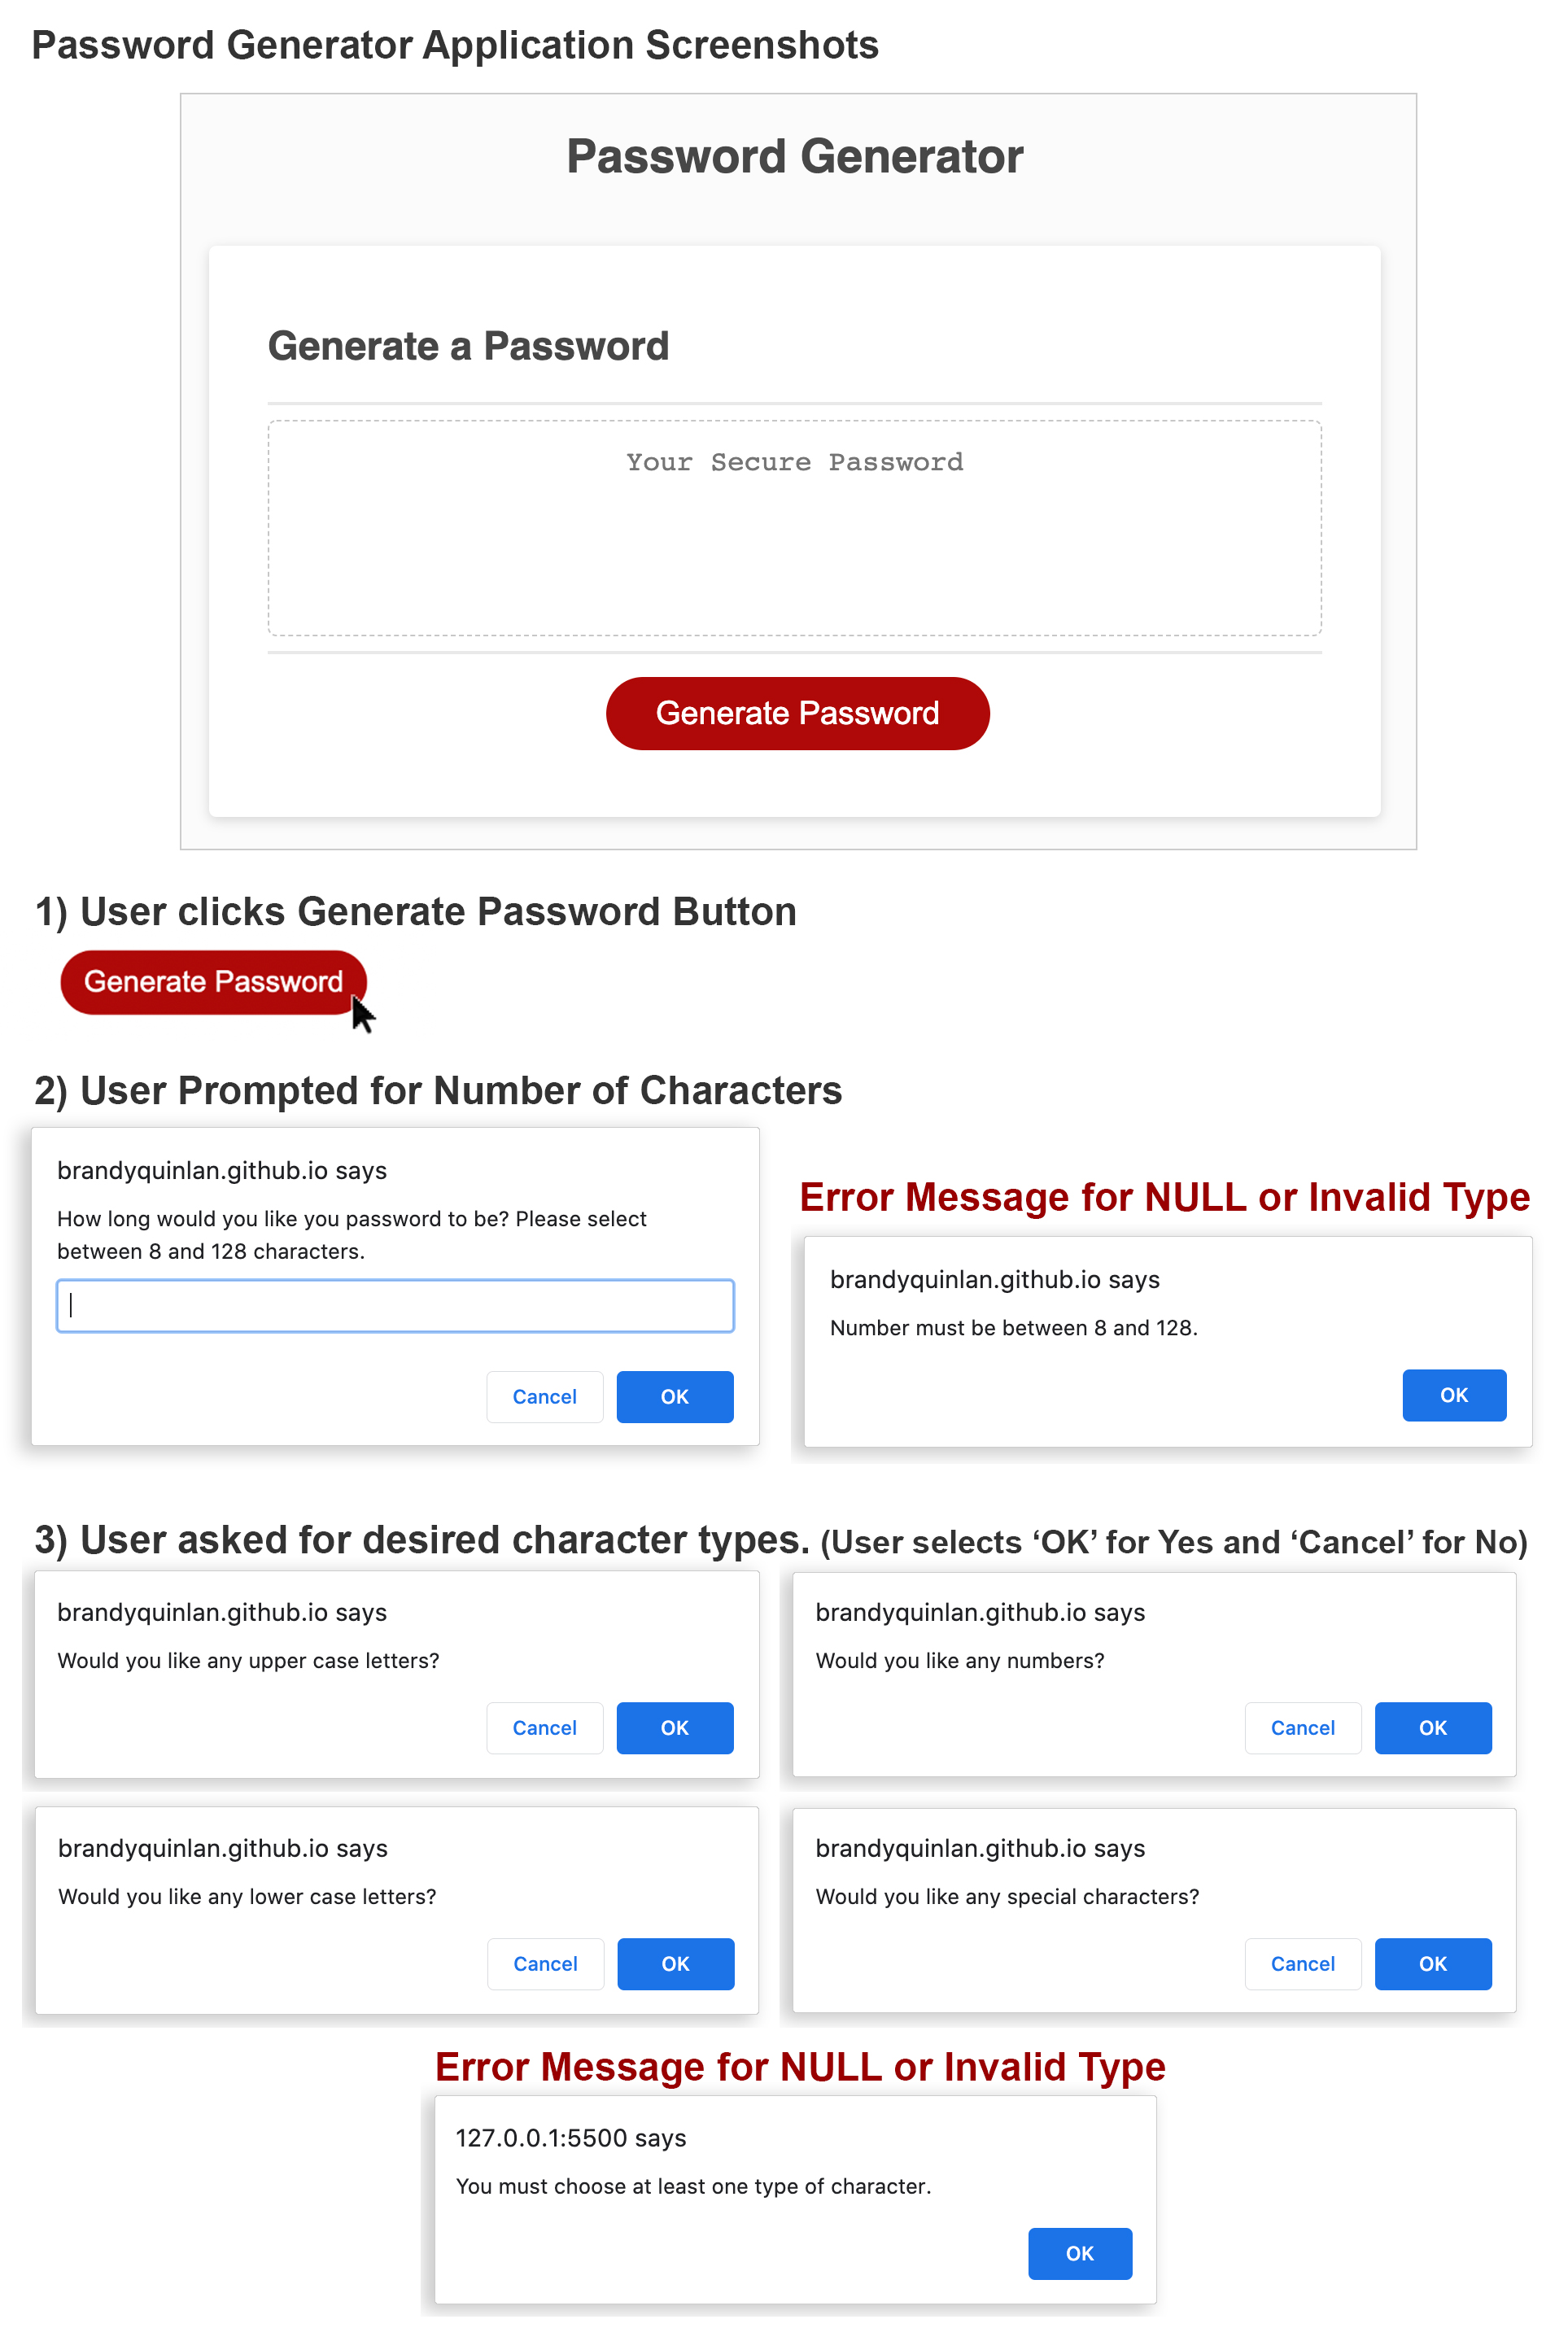 Password Generator Application Screenshots
Password Generator
Generate a Password
Your Secure Password
Generate Password
1) User clicks Generate Password Button
Generate Password
2) User Prompted for Number of Characters
brandyquinlan.github.io says
How long would you like you password to be? Please select
between 8 and 128 characters.
Cancel OK
Error Message for NULL or Invalid Type
brandyquinlan.github.io says
Number must be between 8 and 128.
OK
3) User asked for desired character types. (User selects ‘OK’ for Yes and ‘Cancel’ for No)
brandyquinlan.github.io says
Would you like any upper case letters?
Cancel OK
brandyquinlan.github.io says
Would you like any numbers?
Cancel OK
brandyquinlan.github.io says
Would you like any lower case letters?
Cancel OK
brandyquinlan.github.io says
Would you like any special characters?
Cancel OK
Error Message for NULL or Invalid Type
127.0.0.1:5500 says
You must choose at least one type of character.
OK